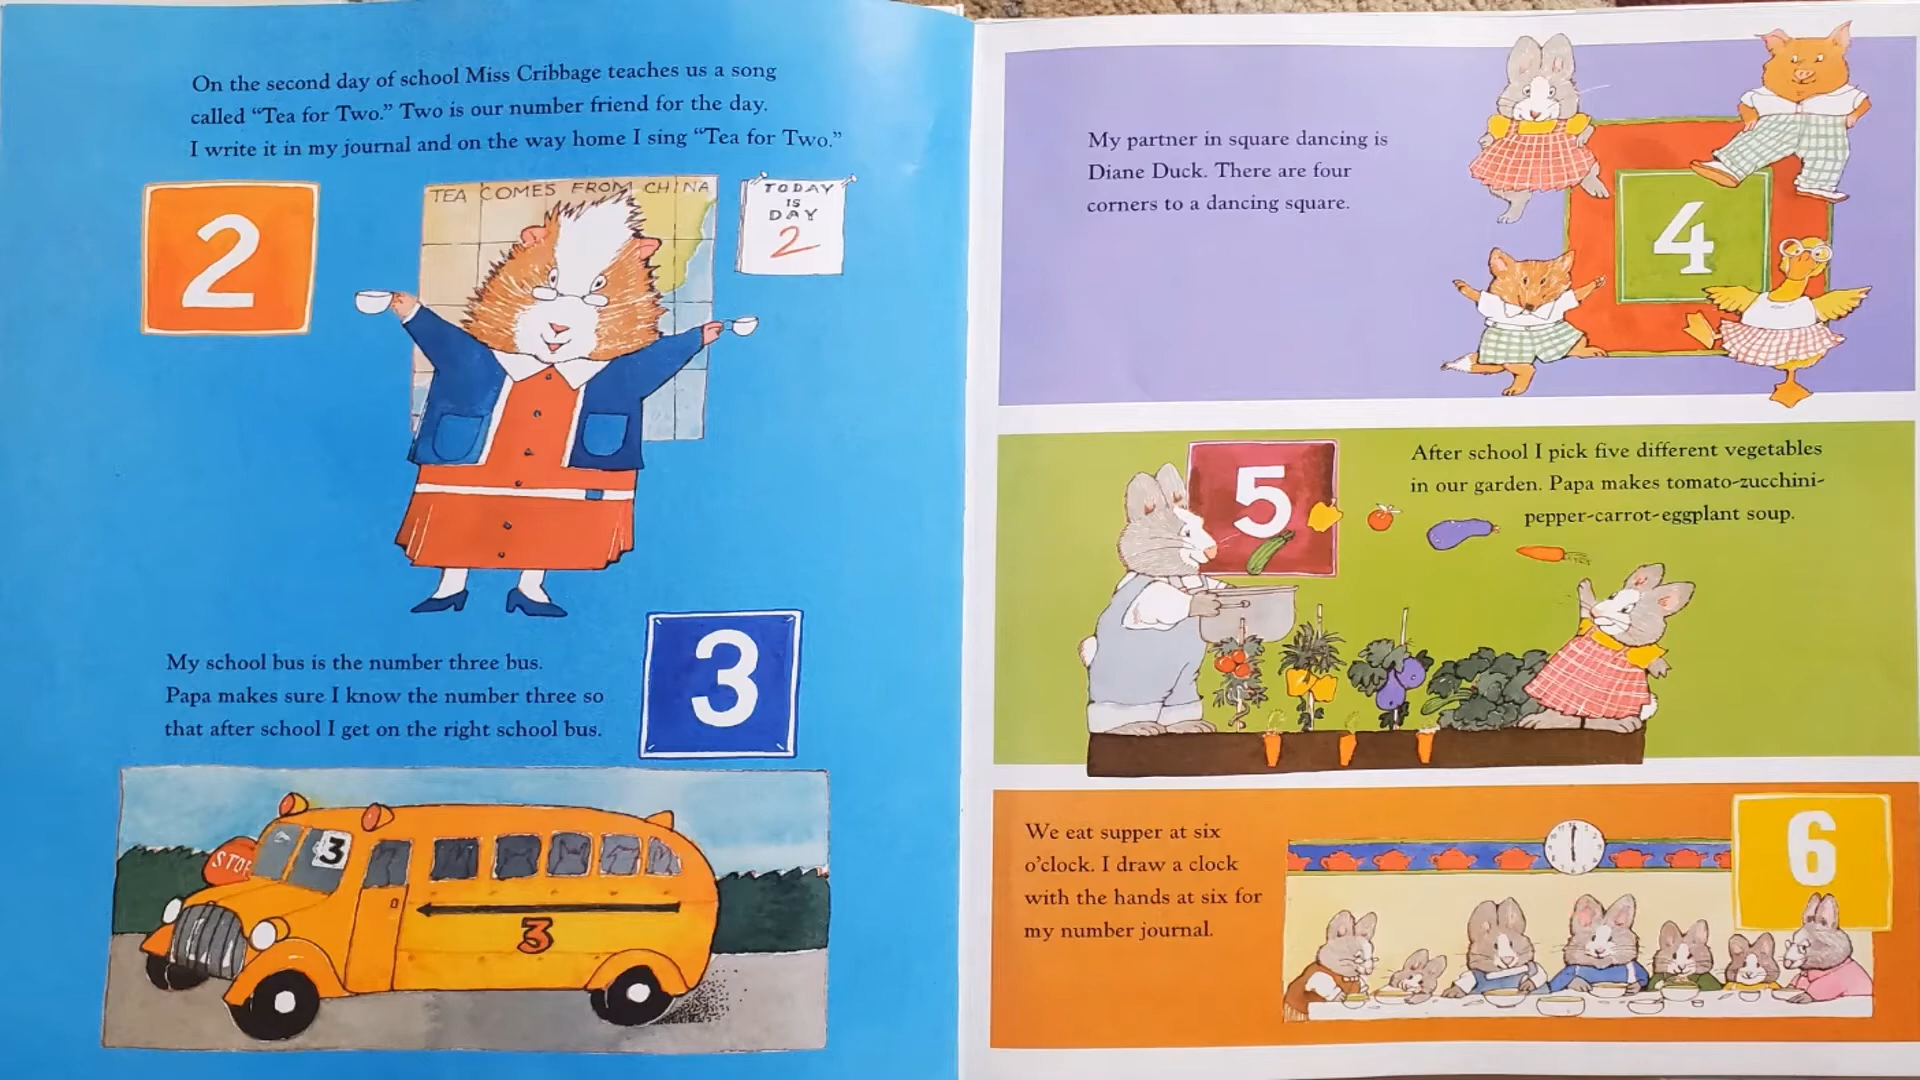 On the second day of school Miss Cribbage teaches us a song
called “Tea for Two.” Two is our number friend for the day.
I write it in my journal and on the way home I sing “Tea for Two.”
2
TEA COMES FROM CHINA
TODAY
IS
DAY
2
My school bus is the number three bus.
Papa makes sure I know the number three so
that after school I get on the right school bus.
3
STOP
3
3
My partner in square dancing is
Diane Duck. There are four
corners to a dancing square.
4
5
After school I pick five different vegetables
in our garden. Papa makes tomato-zucchini-
pepper-carrot-eggplant soup.
We eat supper at six
o’clock. I draw a clock
with the hands at six for
my number journal.
6